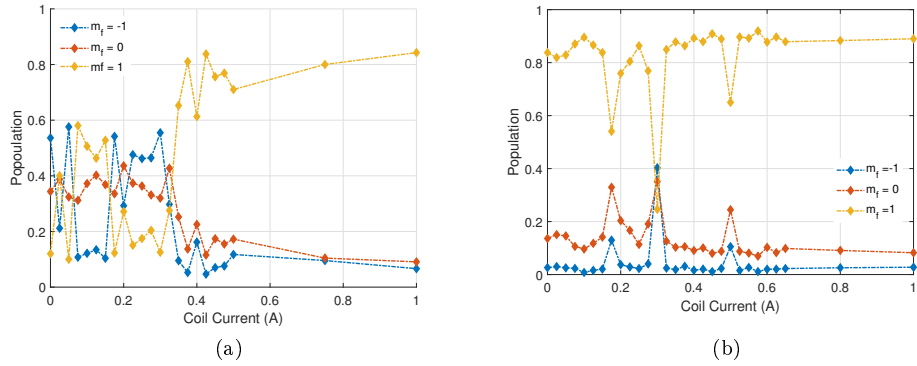 1
0.8
0.6
0.4
0.2
0
Popoulation
m_f = -1
m_f = 0
mf = 1
0 0.2 0.4 0.6 0.8 1
Coil Current (A)
(a)
1
0.8
0.6
0.4
0.2
0
Population
m_f = -1
m_f = 0
m_f = 1
0 0.2 0.4 0.6 0.8 1
Coil Current (A)
(b)